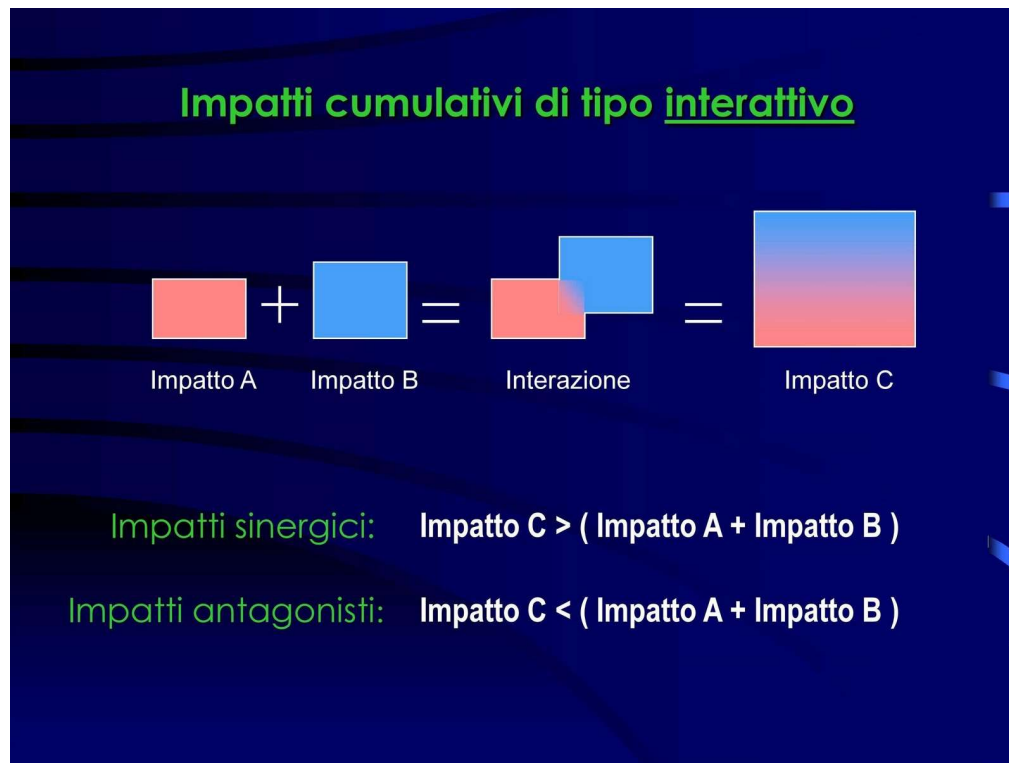 Impatti cumulativi di tipo interattivo
+ = =
Impatto A Impatto B Interazione Impatto C
Impatti sinergici: Impatto C > ( Impatto A + Impatto B )
Impatti antagonisti: Impatto C < ( Impatto A + Impatto B )